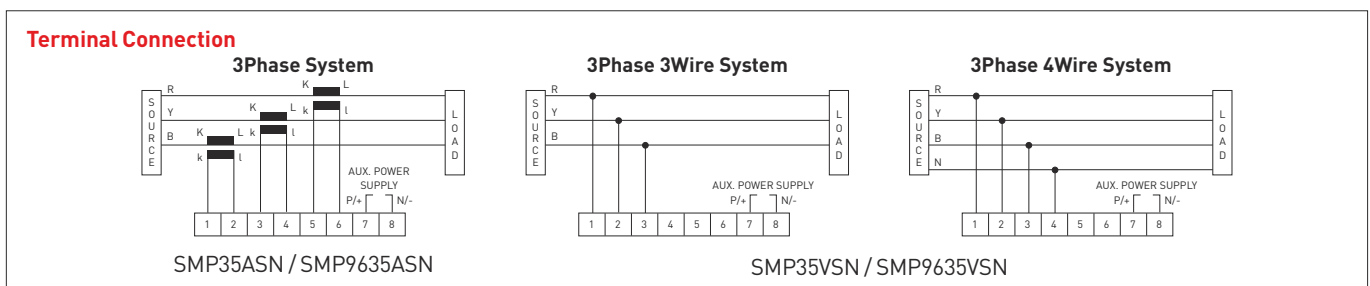 Terminal Connection
3Phase System
K L
R
K L
k l
Y
K L
k l
B
k l
SOURCE
LOAD
AUX. POWER
SUPPLY
P/+ N/-
1 2 3 4 5 6 7 8
SMP35ASN / SMP9635ASN
3Phase 3Wire System
R
Y
B
SOURCE
LOAD
AUX. POWER SUPPLY
P/+ N/-
1 2 3 4 5 6 7 8
3Phase 4Wire System
R
Y
B
N
SOURCE
LOAD
AUX. POWER SUPPLY
P/+ N/-
1 2 3 4 5 6 7 8
SMP35VSN / SMP9635VSN